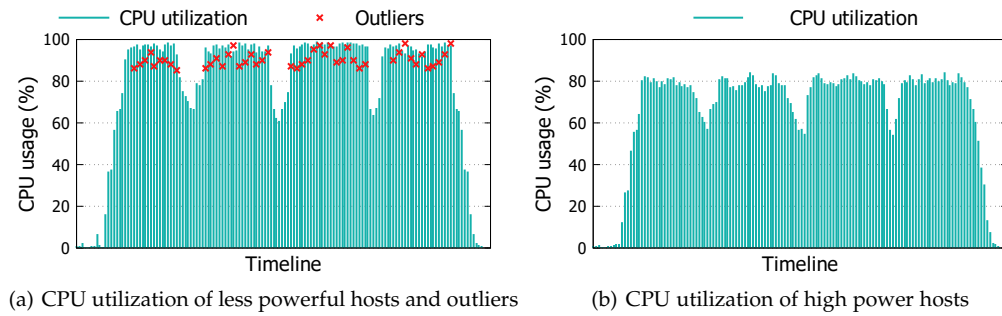 CPU utilization × Outliers
100
80
60
40
20
0
CPU usage (%)
Timeline
(a) CPU utilization of less powerful hosts and outliers
CPU utilization
100
80
60
40
20
0
CPU usage (%)
Timeline
(b) CPU utilization of high power hosts